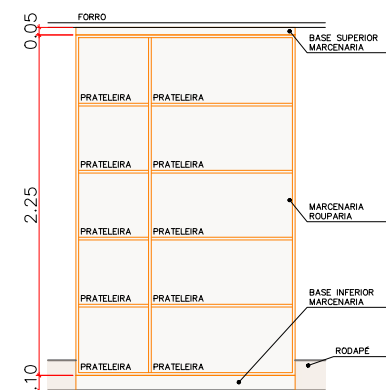 FORRO
0.05
BASE SUPERIOR
MARCENARIA
PRATELEIRA PRATELEIRA
PRATELEIRA PRATELEIRA
2.25
MARCENARIA
ROUPARIA
PRATELEIRA PRATELEIRA
BASE INFERIOR
MARCENARIA
PRATELEIRA PRATELEIRA
RODAPÉ
PRATELEIRA PRATELEIRA
.10